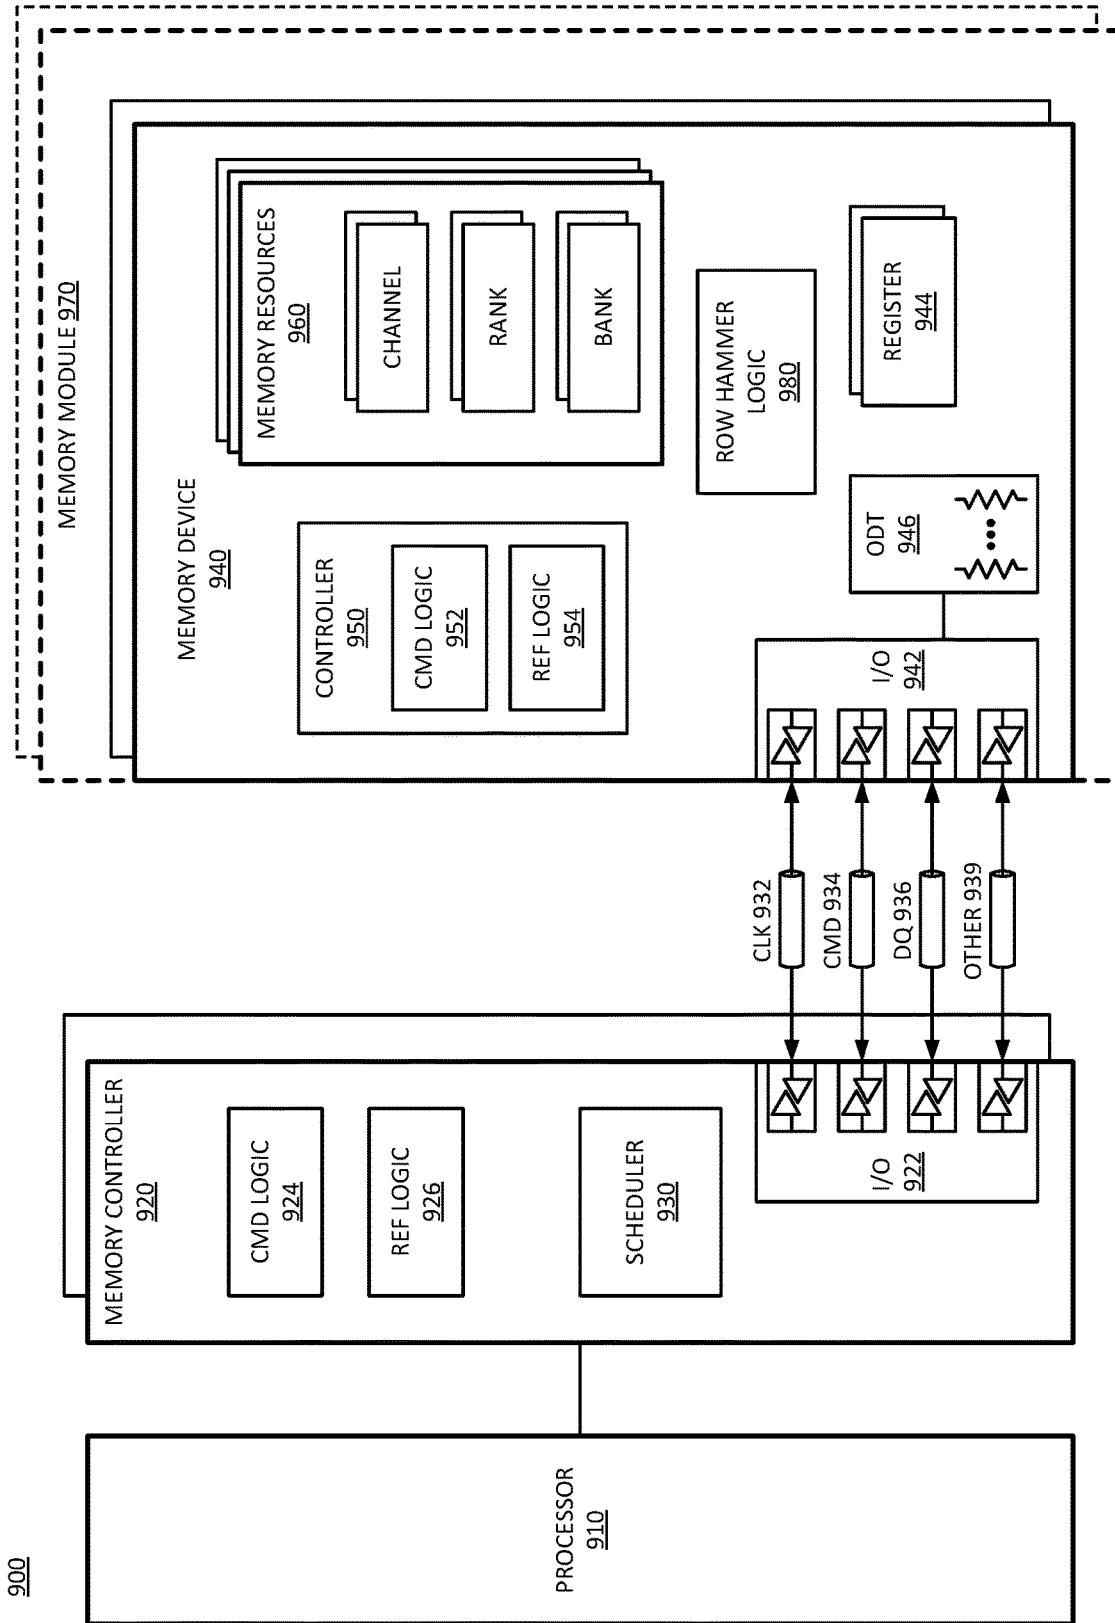 900
PROCESSOR
910
MEMORY CONTROLLER
920
CMD LOGIC
924
REF LOGIC
926
SCHEDULER
930
I/O
922
CLK 932
CMD 934
DQ 936
OTHER 939
MEMORY MODULE 970
MEMORY DEVICE
940
CONTROLLER
950
CMD LOGIC
952
REF LOGIC
954
I/O
942
MEMORY RESOURCES
960
CHANNEL
RANK
BANK
ROW HAMMER
LOGIC
980
ODT
946
REGISTER
944